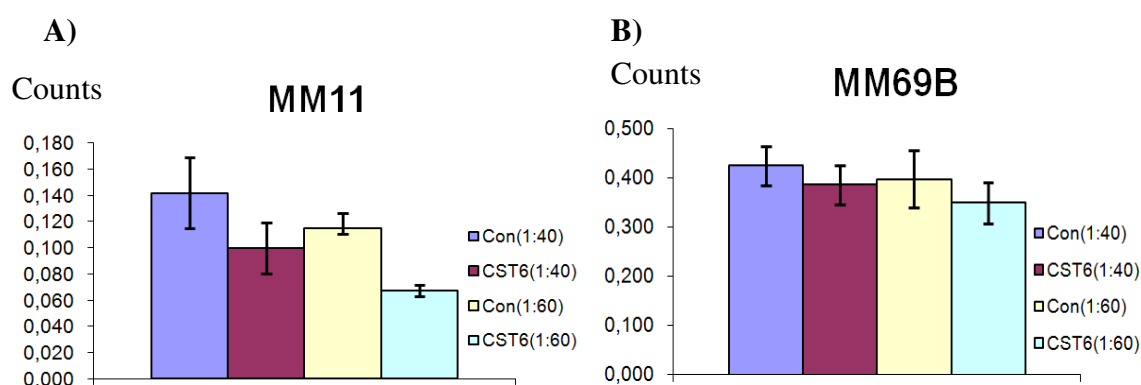 A)
Counts
MM11
0,180
0,160
0,140
0,120
0,100
0,080
0,060
0,040
0,020
0,000
Con(1:40)
CST6(1:40)
Con(1:60)
CST6(1:60)
B)
Counts
MM69B
0,500
0,400
0,300
0,200
0,100
0,000
Con(1:40)
CST6(1:40)
Con(1:60)
CST6(1:60)